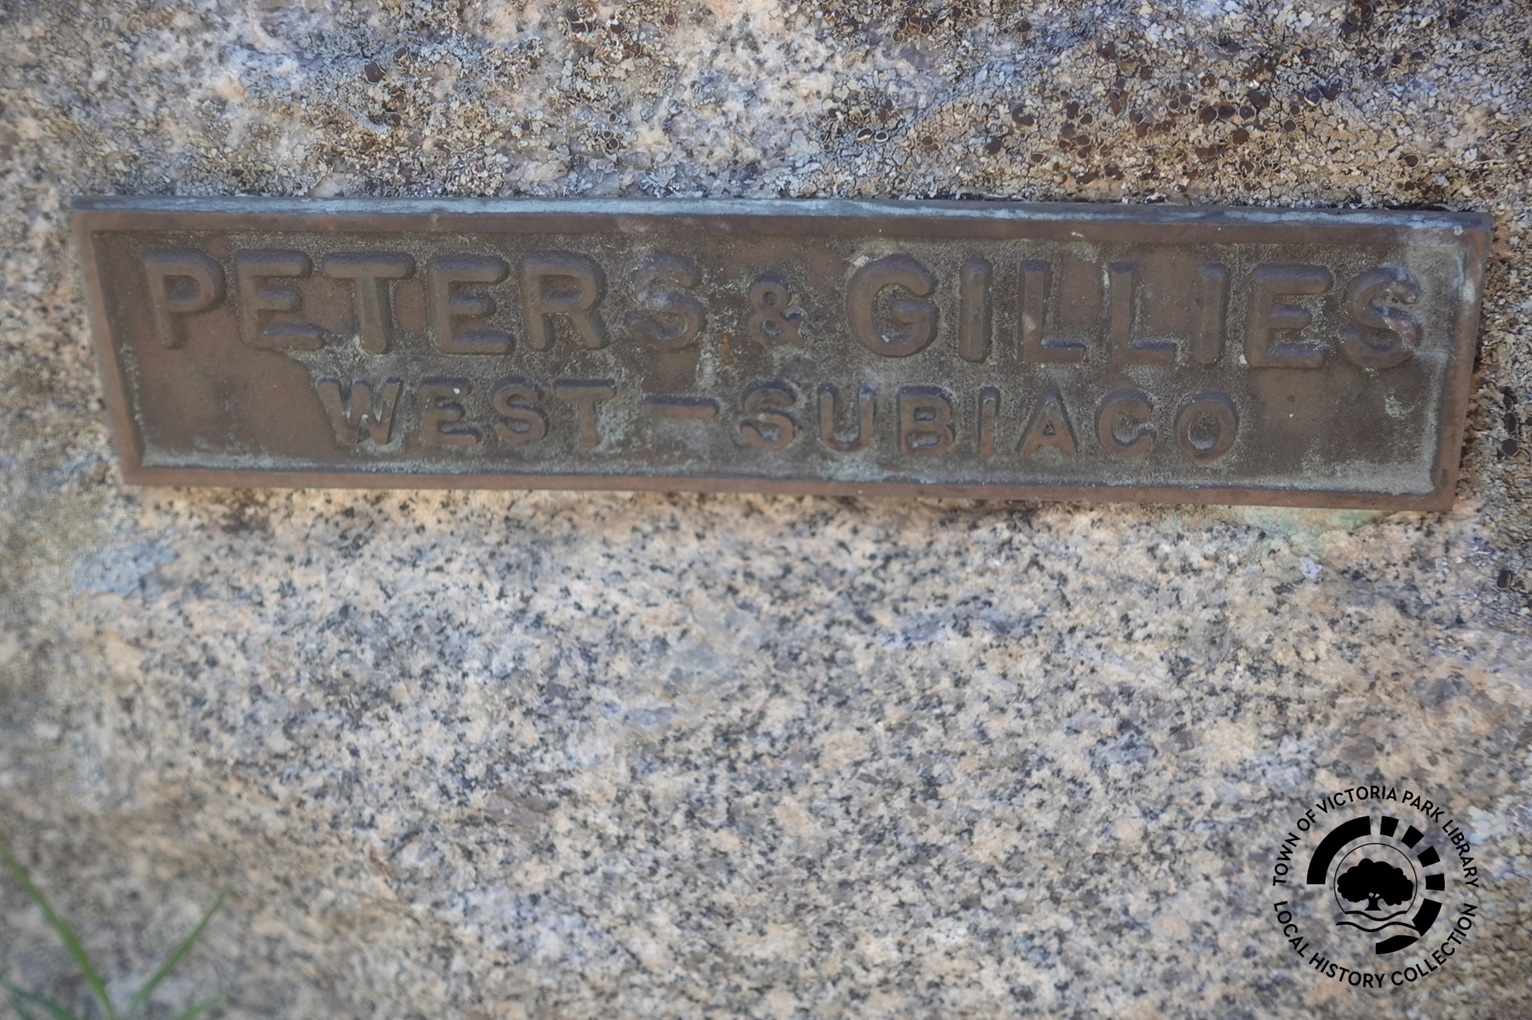 PETERS & GILLIES
WEST-SUBIACO
TOWN OF VICTORIA PARK LIBRARY
LOCAL HISTORY COLLECTION